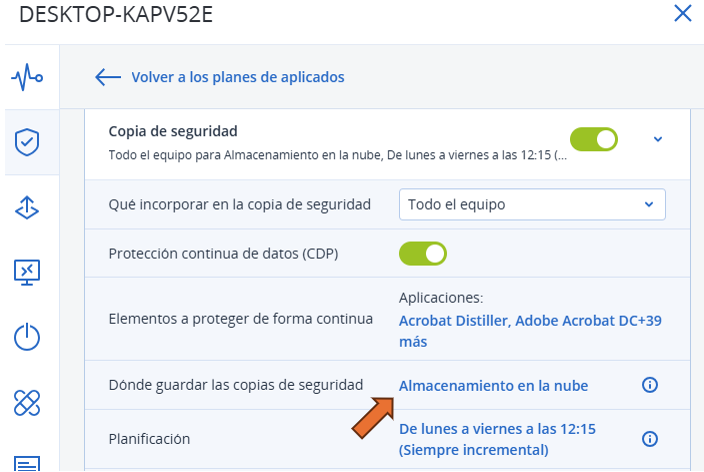 DESKTOP-KAPV52E
Volver a los planes de aplicados
Copia de seguridad
Todo el equipo para Almacenamiento en la nube, De lunes a viernes a las 12:15 (...
Qué incorporar en la copia de seguridad
Todo el equipo
Protección continua de datos (CDP)
Elementos a proteger de forma continua
Aplicaciones:
Acrobat Distiller, Adobe Acrobat DC+39
más
Dónde guardar las copias de seguridad
Almacenamiento en la nube
Planificación
De lunes a viernes a las 12:15
(Siempre incremental)